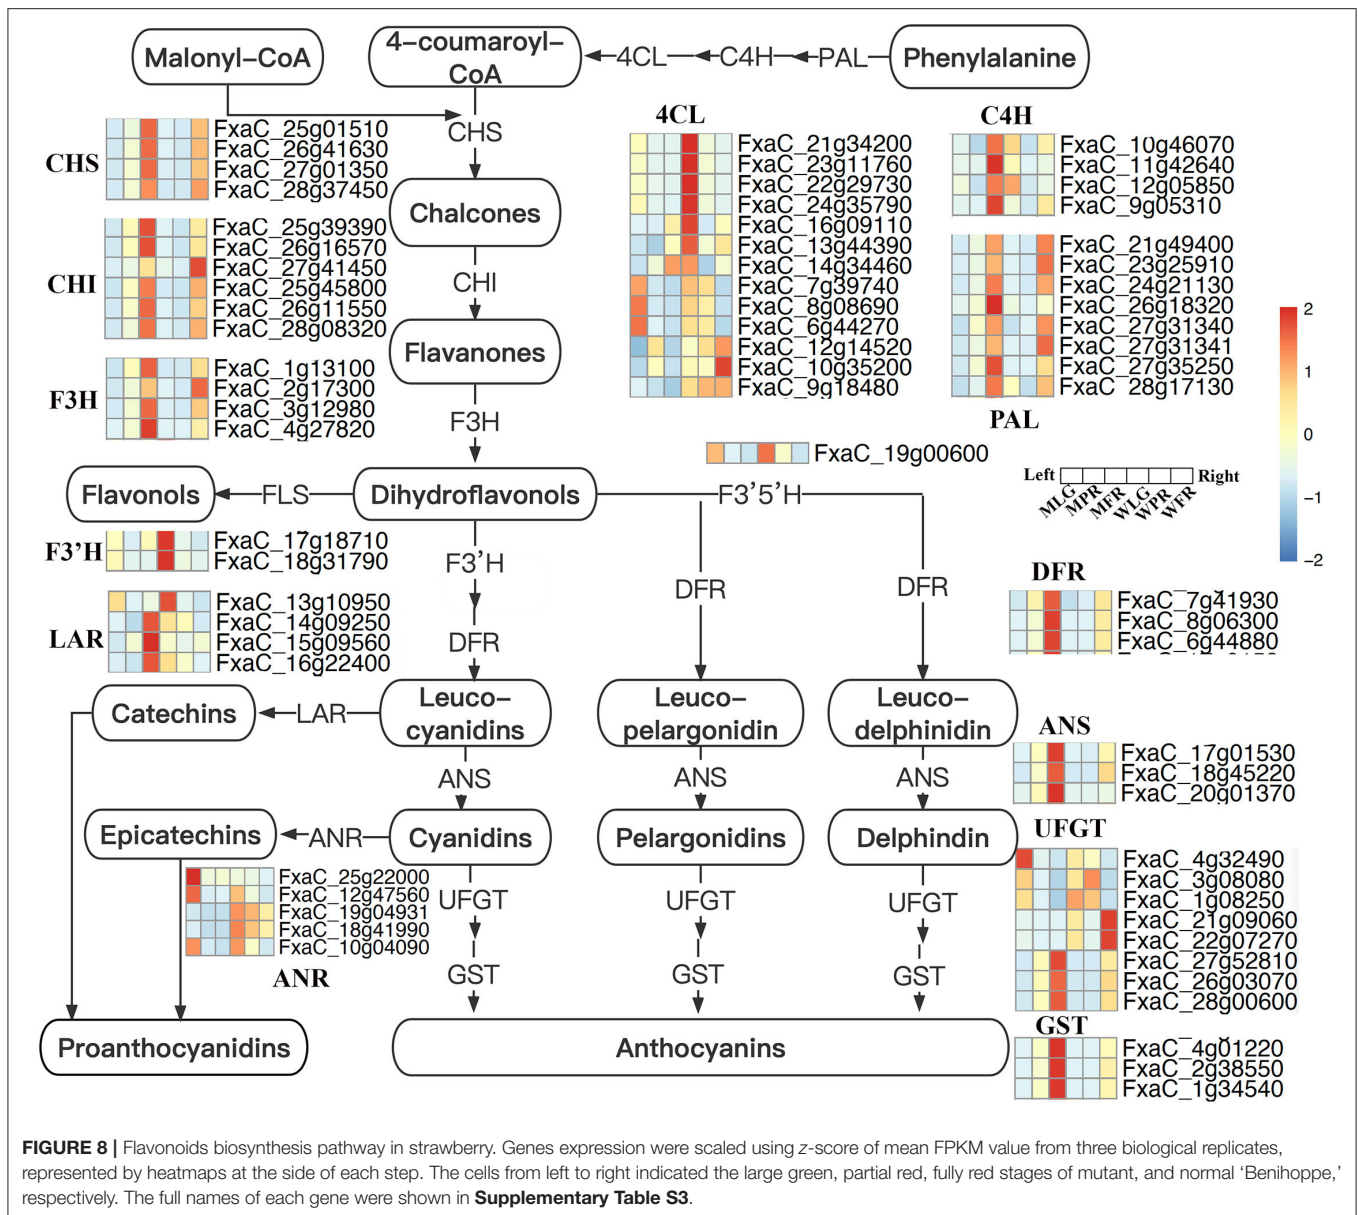 Malonyl-CoA
4-coumaroyl-
CoA
4CL
C4H
PAL
Phenylalanine
CHS
CHS
FxaC_25g01510
FxaC_26g41630
FxaC_27g01350
FxaC_28g37450
4CL
FxaC_21g34200
FxaC_23g11760
FxaC_22g29730
FxaC_24g35790
FxaC_16g09110
FxaC_13g44390
FxaC_14g34460
FxaC_7g39740
FxaC_8g08690
FxaC_6g44270
FxaC_12g14520
FxaC_10g35200
FxaC_9g18480
C4H
FxaC_10g46070
FxaC_11g42640
FxaC_12g05850
FxaC_9g05310
FxaC_21g49400
FxaC_23g25910
FxaC_24g21130
FxaC_26g18320
FxaC_27g31340
FxaC_27g31341
FxaC_27g35250
FxaC_28g17130
PAL
Chalcones
CHI
FxaC_25g39390
FxaC_26g16570
FxaC_27g41450
FxaC_25g45800
FxaC_26g11550
FxaC_28g08320
CHI
Flavanones
F3H
FxaC_1g13100
FxaC_2g17300
FxaC_3g12980
FxaC_4g27820
F3H
FxaC_19g00600
2
1
0
−1
−2
Left
Right
MLG
MPR
MFR
WLG
WPR
WFR
Flavonols
FLS
Dihydroflavonols
F3'5'H
F3'H
FxaC_17g18710
FxaC_18g31790
F3'H
DFR
DFR
DFR
DFR
FxaC_7g41930
FxaC_8g06300
FxaC_6g44880
LAR
FxaC_13g10950
FxaC_14g09250
FxaC_15g09560
FxaC_16g22400
Catechins
LAR
Leuco-
cyanidins
Leuco-
pelargonidin
Leuco-
delphinidin
ANS
ANS
ANS
ANS
FxaC_17g01530
FxaC_18g45220
FxaC_20g01370
Epicatechins
ANR
Cyanidins
Pelargonidins
Delphindin
UFGT
FxaC_4g32490
FxaC_3g08080
FxaC_1g08250
FxaC_21g09060
FxaC_22g07270
FxaC_27g52810
FxaC_26g03070
FxaC_28g00600
FxaC_25g22000
FxaC_12g47560
FxaC_19g04931
FxaC_18g41990
FxaC_10g04090
ANR
UFGT
UFGT
UFGT
GST
GST
GST
GST
FxaC_4g01220
FxaC_2g38550
FxaC_1g34540
Proanthocyanidins
Anthocyanins
FIGURE 8 | Flavonoids biosynthesis pathway in strawberry. Genes expression were scaled using z-score of mean FPKM value from three biological replicates,
represented by heatmaps at the side of each step. The cells from left to right indicated the large green, partial red, fully red stages of mutant, and normal 'Benihoppe,'
respectively. The full names of each gene were shown in Supplementary Table S3.